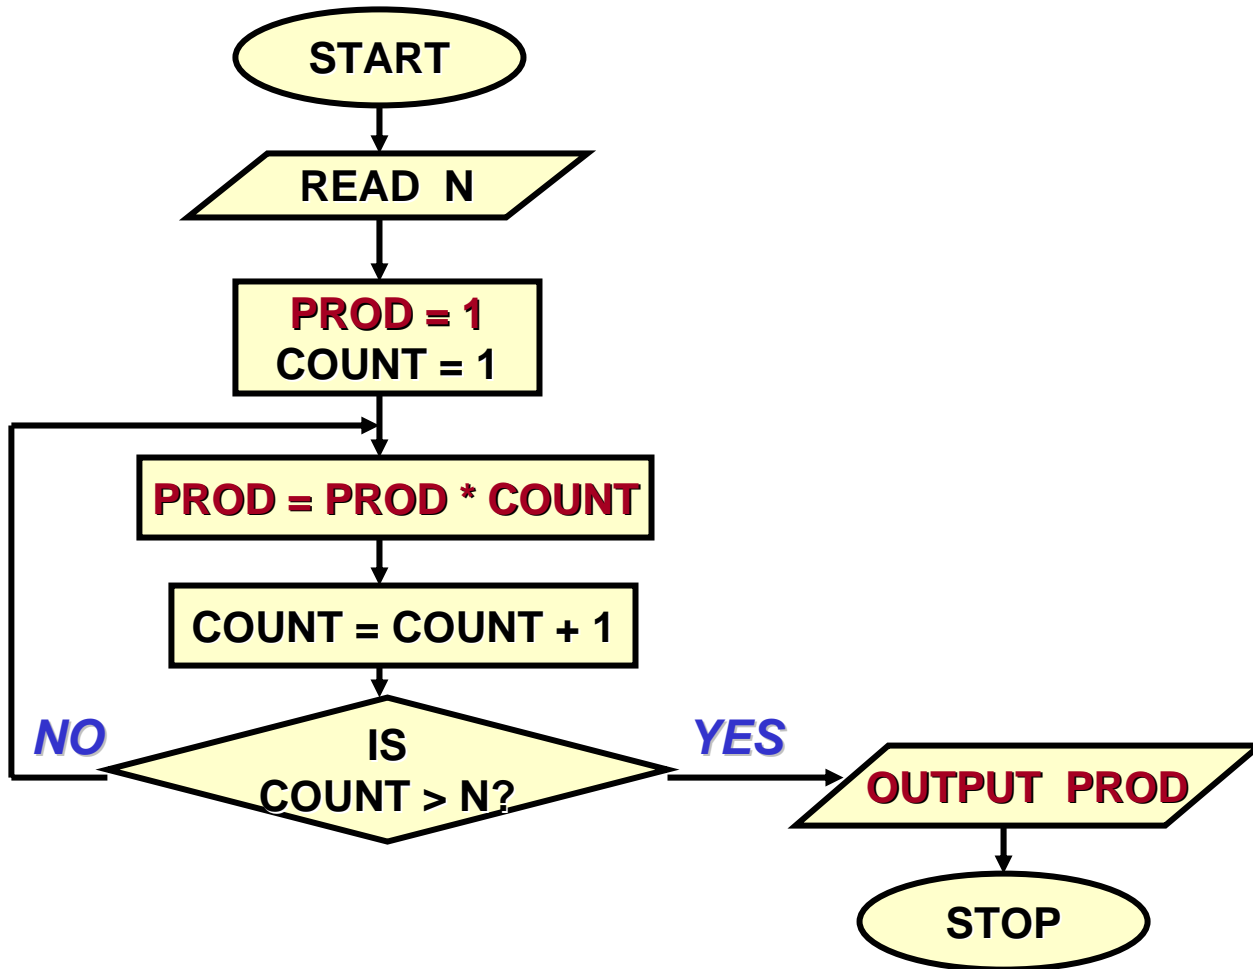 START
READ N
PROD = 1
COUNT = 1
PROD = PROD * COUNT
COUNT = COUNT + 1
IS
COUNT > N?
NO
YES
OUTPUT PROD
STOP